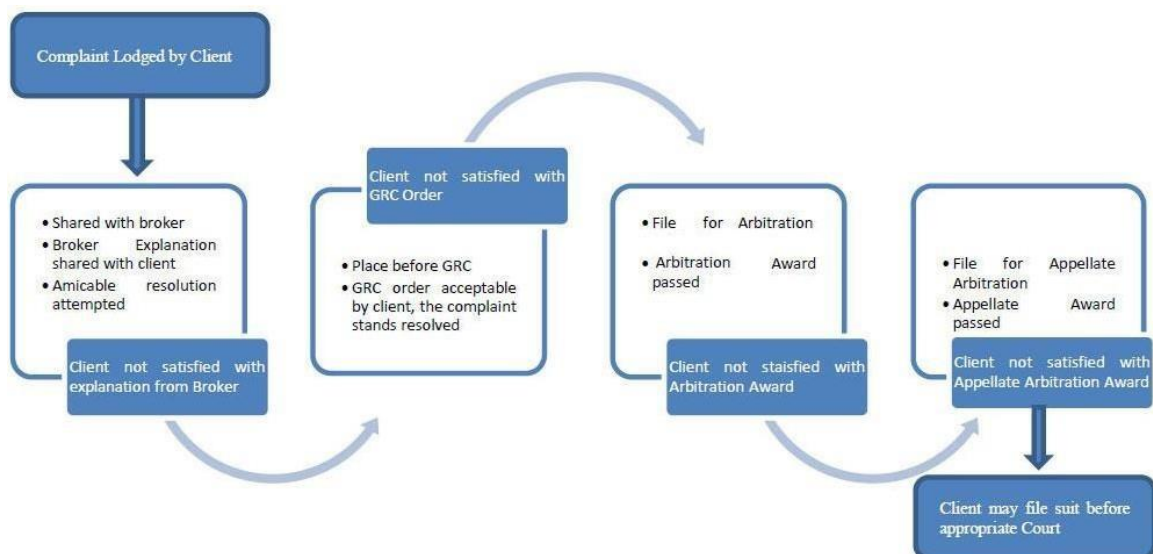 Complaint Lodged by Client
• Shared with broker
• Broker Explanation
shared with client
• Amicable resolution
attempted
Client not satisfied with
explanation from Broker
Client not satisfied with
GRC Order
• Place before GRC
• GRC order acceptable
by client, the complaint
stands resolved
• File for Arbitration
• Arbitration Award
passed
Client not staisfied with
Arbitration Award
• File for Appellate
Arbitration
• Appellate Award
passed
Client not satisfied with
Appellate Arbitration Award
Client may file suit before
appropriate Court